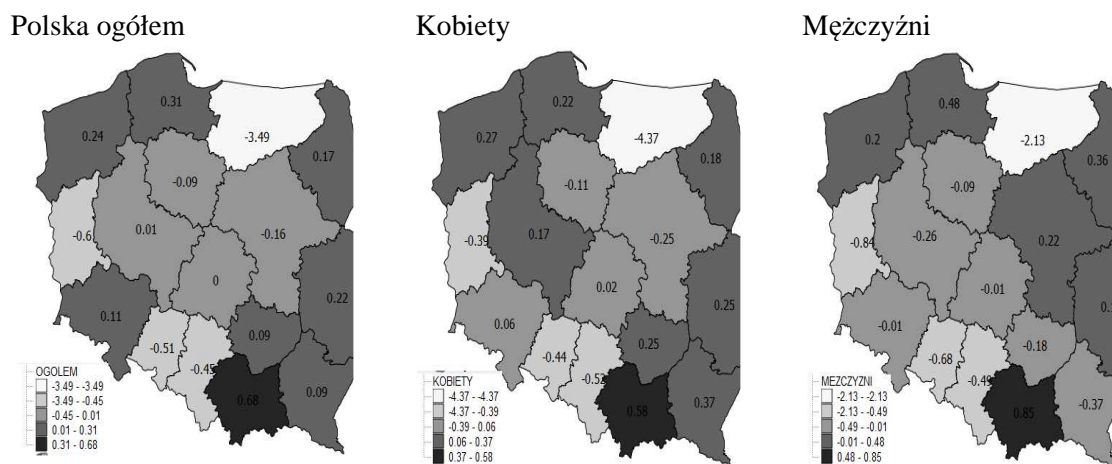 Polska ogółem
Kobiety
Mężczyźni
0.31
0.24
-3.49
0.17
-0.09
-0.6
0.01
-0.16
0
0.22
0.11
-0.51
-0.45
0.09
0.68
0.09
OGOLEM
-3.49 - -3.49
-3.49 - -0.45
-0.45 - 0.01
0.01 - 0.31
0.31 - 0.68
0.22
0.27
-4.37
0.18
-0.11
-0.39
0.17
-0.25
0.02
0.25
0.06
-0.44
-0.52
0.25
0.58
0.37
KOBIETY
-4.37 - -4.37
-4.37 - -0.39
-0.39 - 0.06
0.06 - 0.37
0.37 - 0.58
0.48
0.2
-2.13
0.36
-0.09
-0.84
-0.26
0.22
-0.01
-0.01
-0.68
-0.49
-0.18
0.85
-0.37
MEZCZYZNI
-2.13 - -2.13
-2.13 - -0.49
-0.49 - -0.01
-0.01 - 0.48
0.48 - 0.85